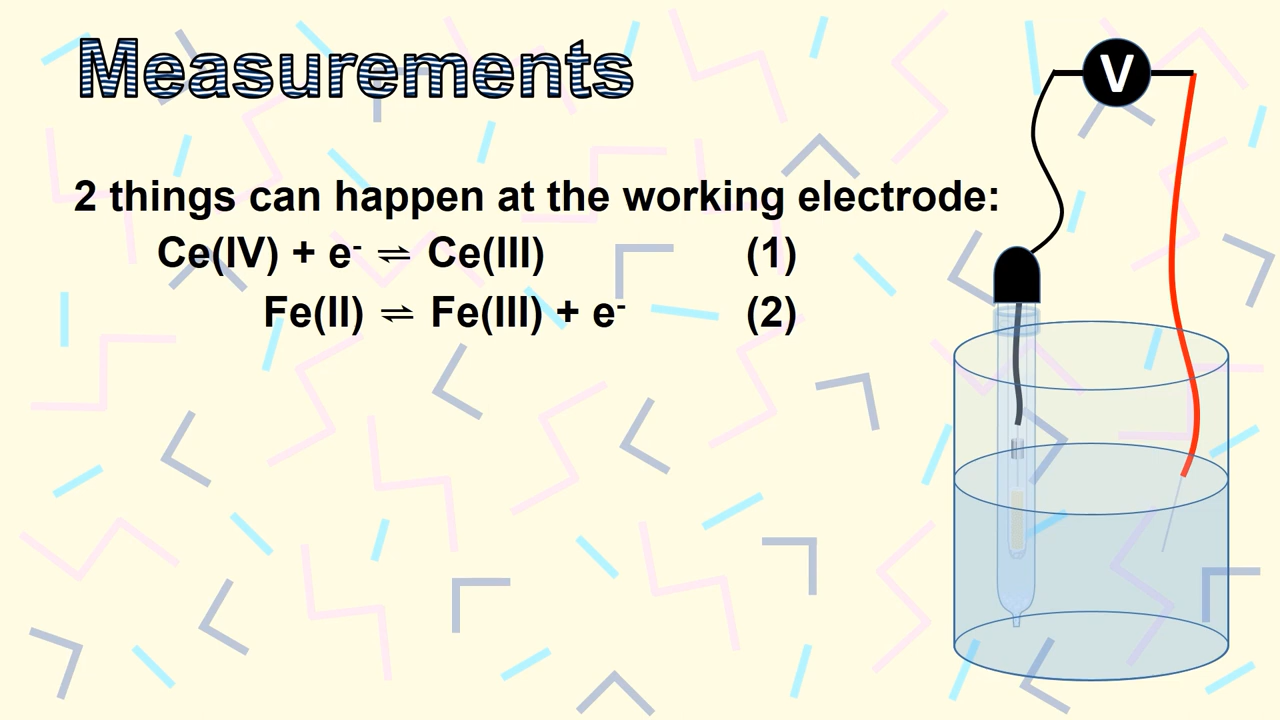 Measurements
V
2 things can happen at the working electrode:
Ce(IV) + e⁻ ⇌ Ce(III) (1)
Fe(II) ⇌ Fe(III) + e⁻ (2)